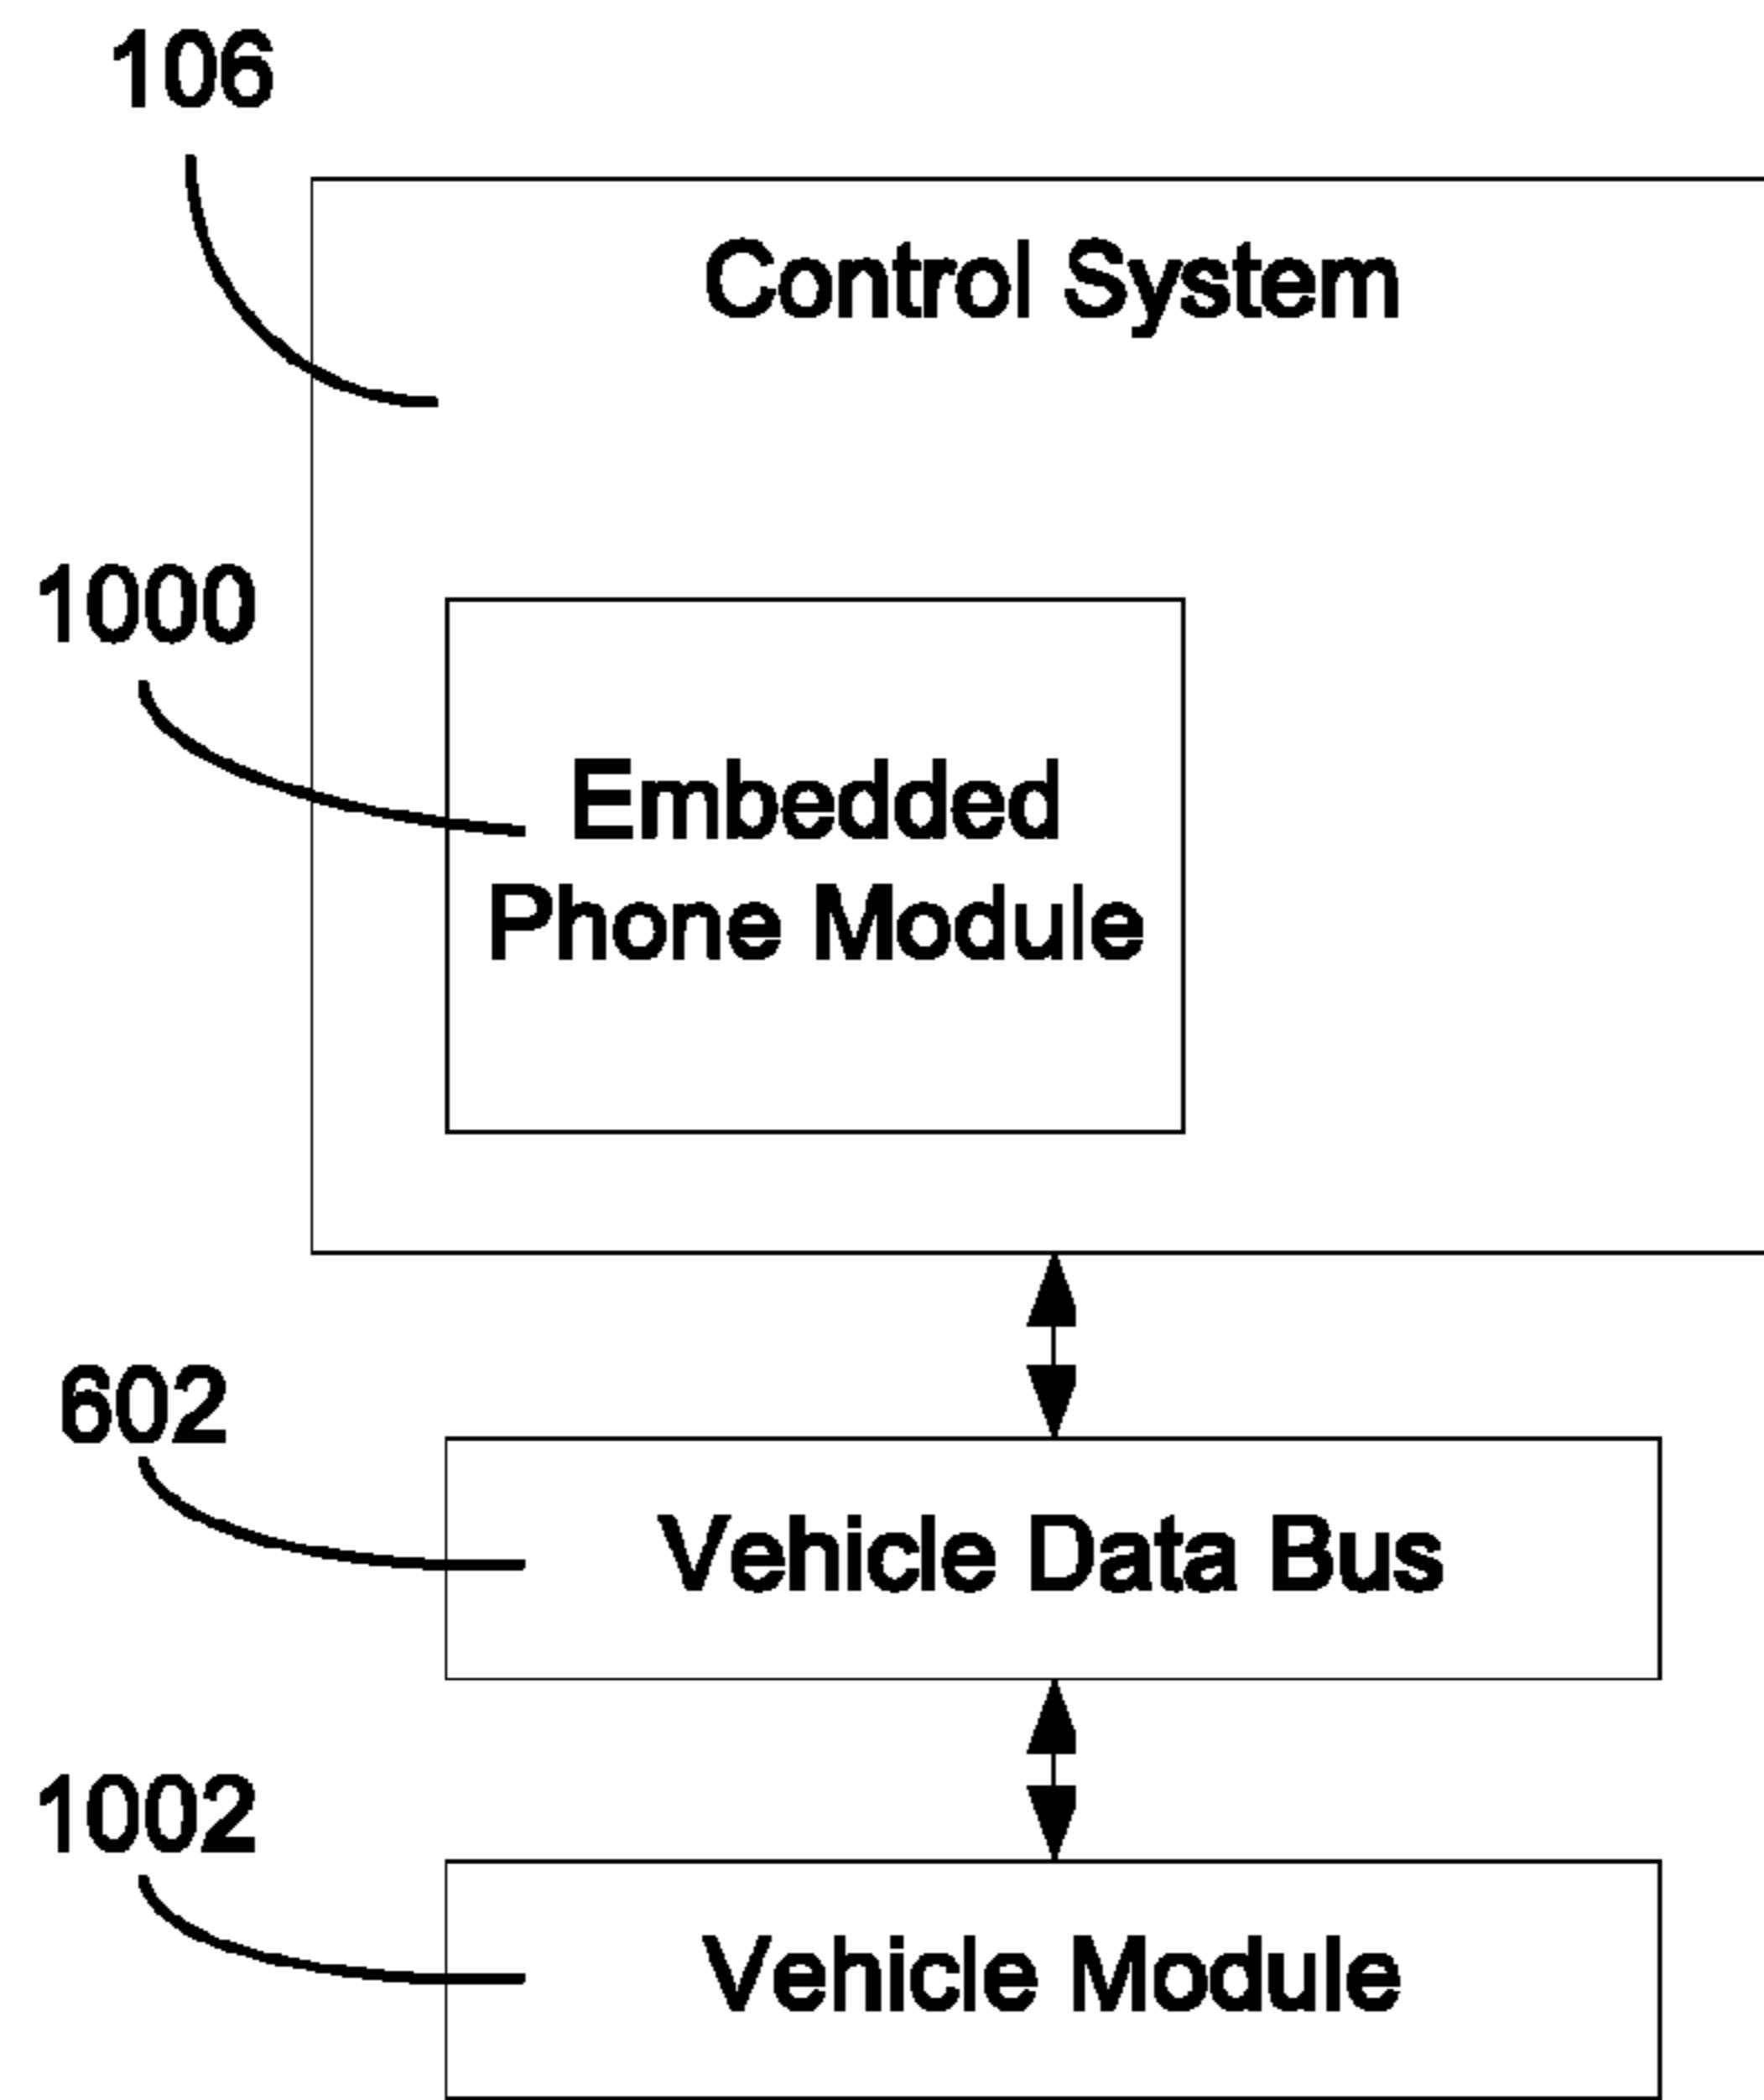 106
Control System
1000
Embedded
Phone Module
602
Vehicle Data Bus
1002
Vehicle Module